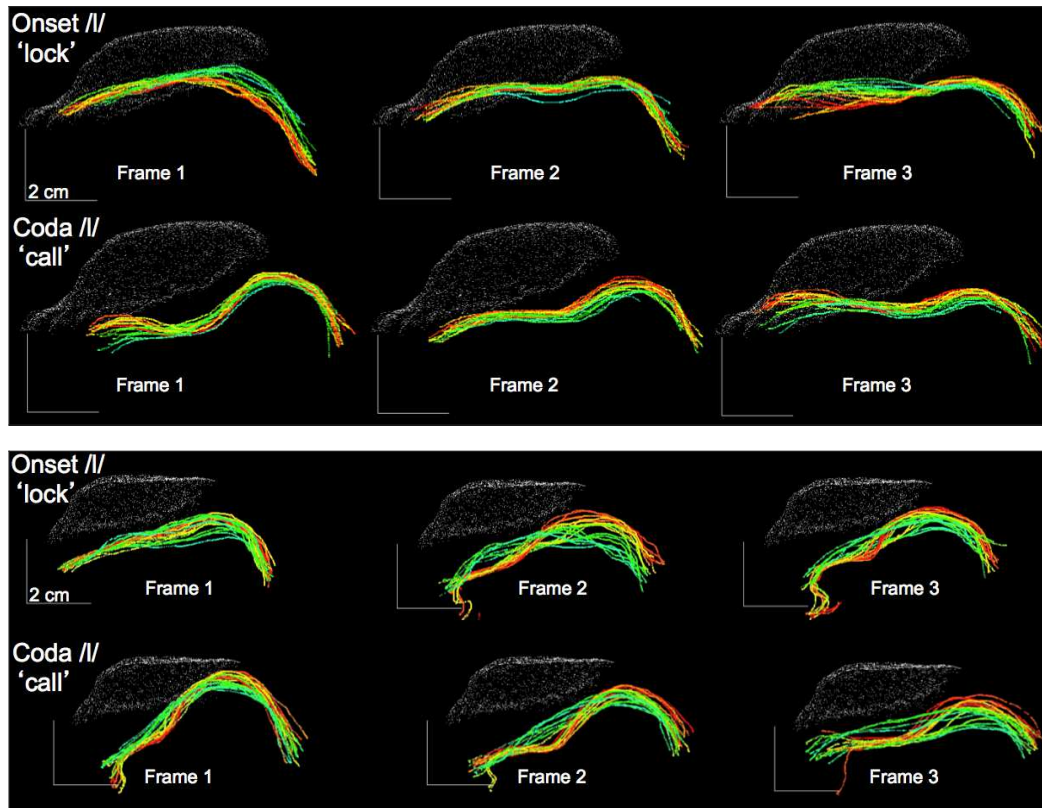 Onset /l/
'lock'
Frame 1
Frame 2
Frame 3
2 cm
Coda /l/
'call'
Frame 1
Frame 2
Frame 3
Onset /l/
'lock'
Frame 1
Frame 2
Frame 3
2 cm
Coda /l/
'call'
Frame 1
Frame 2
Frame 3